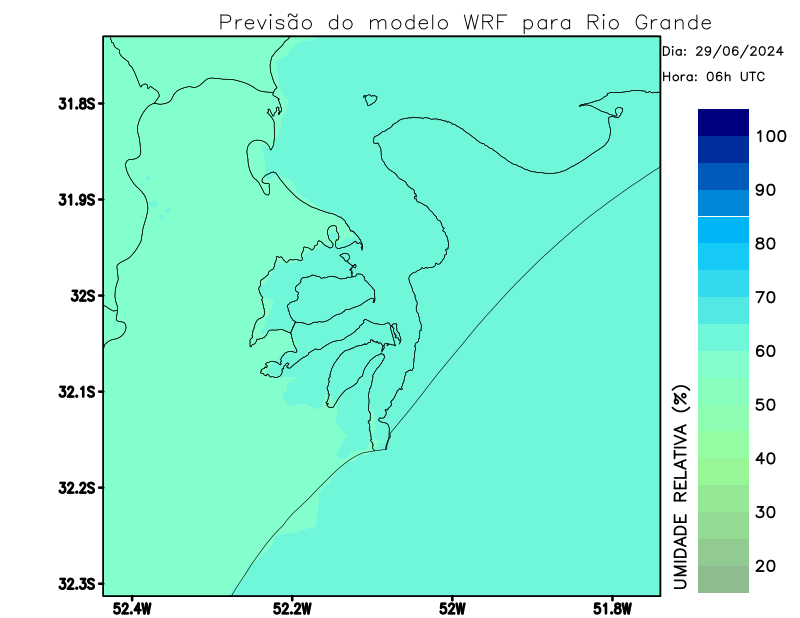 Previsão do modelo WRF para Rio Grande
Dia: 29/06/2024
Hora: 06h UTC
31.8S
31.9S
32S
32.1S
32.2S
32.3S
52.4W
52.2W
52W
51.8W
UMIDADE RELATIVA (%)
100
90
80
70
60
50
40
30
20